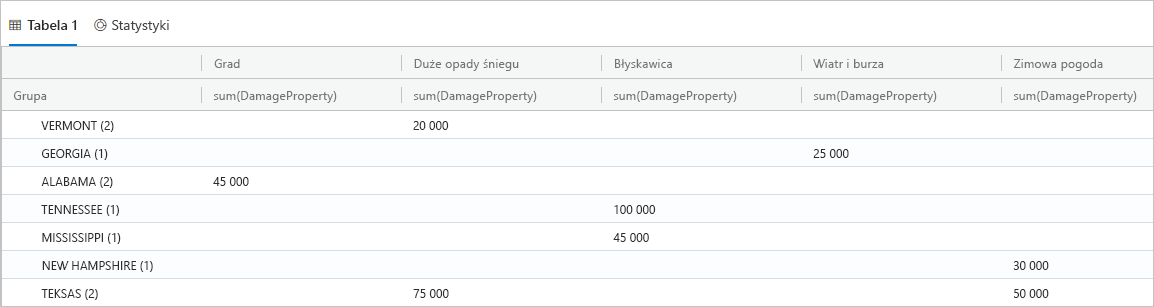 Tabela 1 Statystyki
Grad Duże opady śniegu Błyskawica Wiatr i burza Zimowa pogoda
Grupa sum(DamageProperty) sum(DamageProperty) sum(DamageProperty) sum(DamageProperty) sum(DamageProperty)
VERMONT (2) 20 000
GEORGIA (1) 25 000
ALABAMA (2) 45 000
TENNESSEE (1) 100 000
MISSISSIPPI (1) 45 000
NEW HAMPSHIRE (1) 30 000
TEKSAS (2) 75 000 50 000